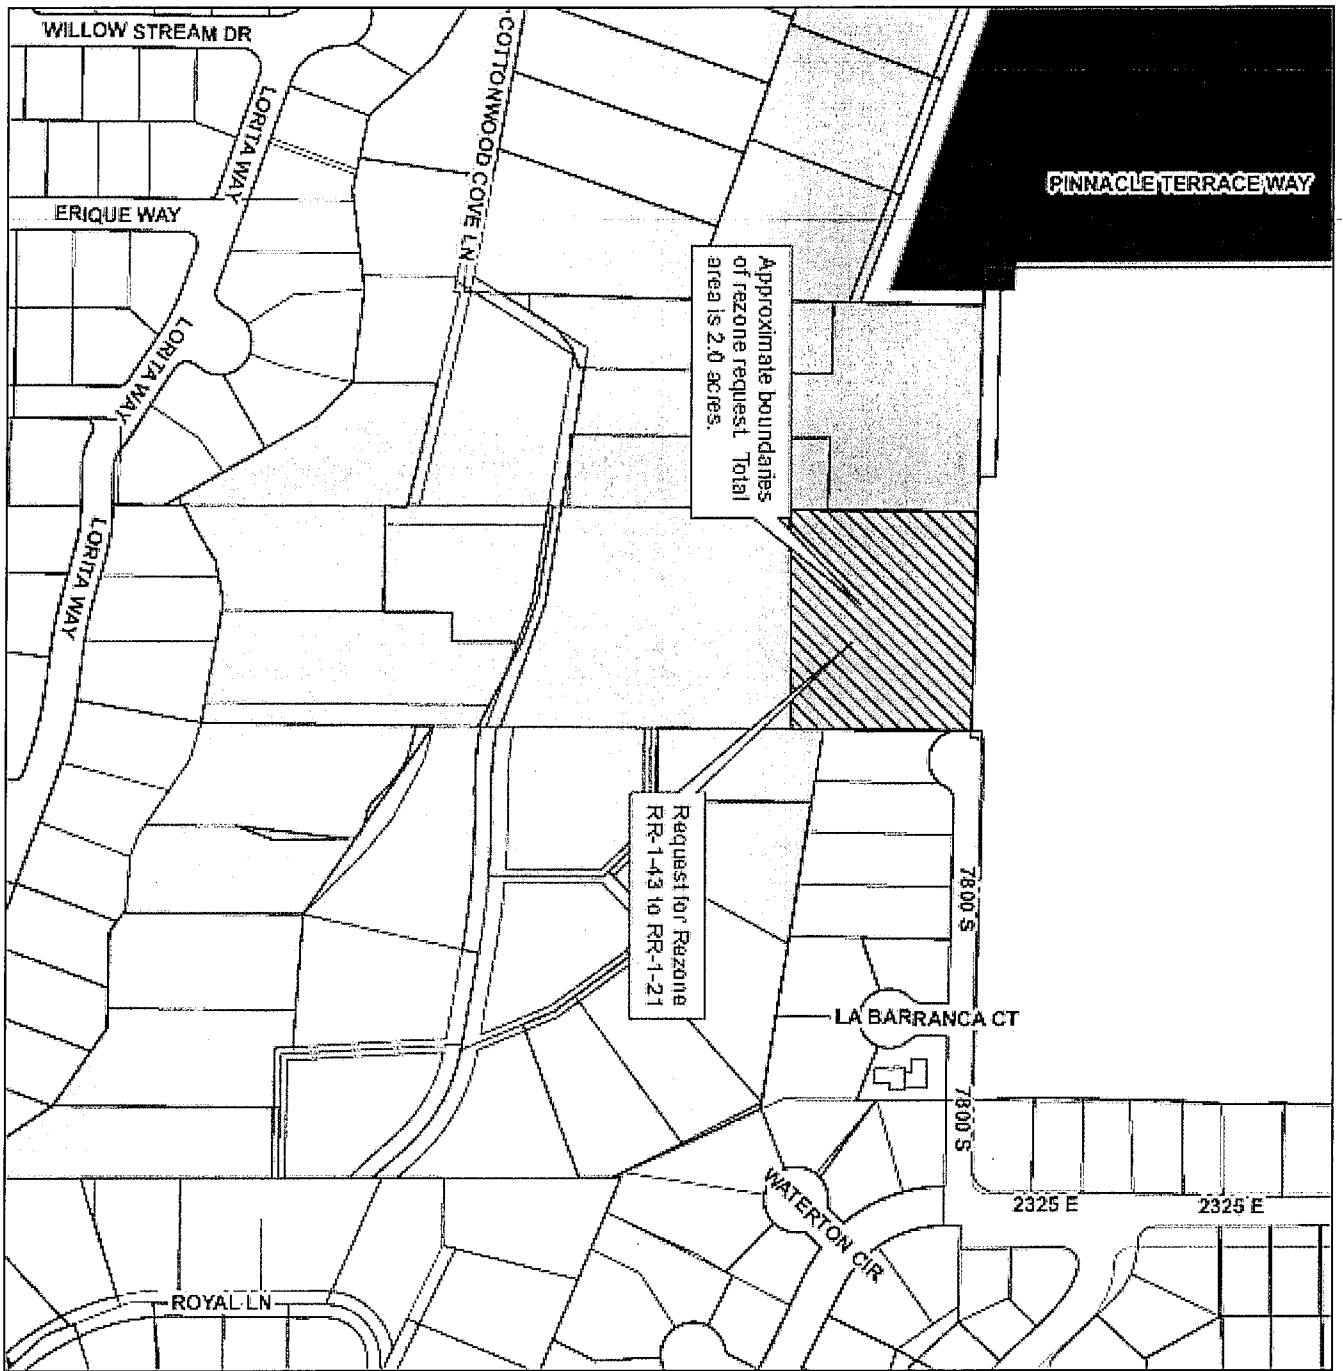 WILLOW STREAM DR
LORITA WAY
COTTONWOOD COVE LN
PINNACLE TERRACE WAY
ERIQUE WAY
Approximate boundaries
of rezone request. Total
area is 2.0 acres.
LORITA WAY
LORITA WAY
Request for Rezone
RR-1-43 to RR-1-21
7800 S
LA BARRANCA CT
7800 S
WATERTON CIR
2325 E
2325 E
ROYAL LN